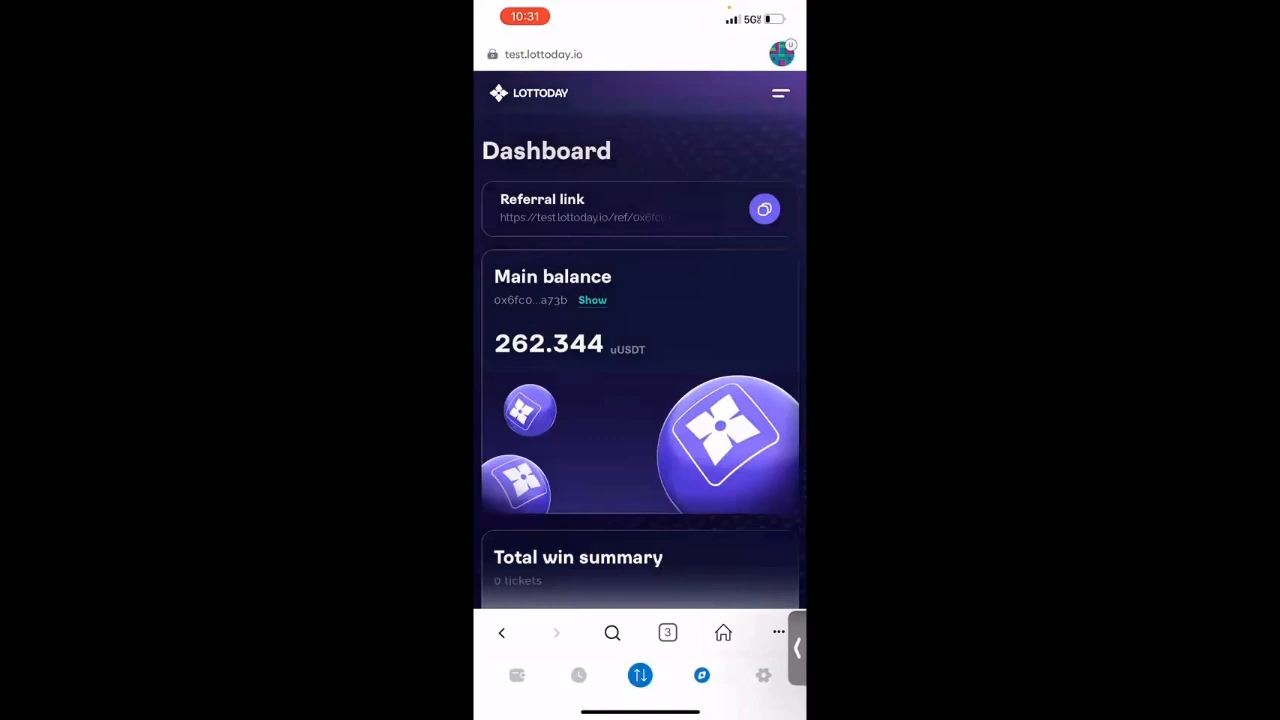 10:31
5G
test.lottoday.io
U
LOTTODAY
Dashboard
Referral link
https://test.lottoday.io/ref/0x6fc
Main balance
0x6fc0...a73b Show
262.344 uUSDT
Total win summary
0 tickets
3